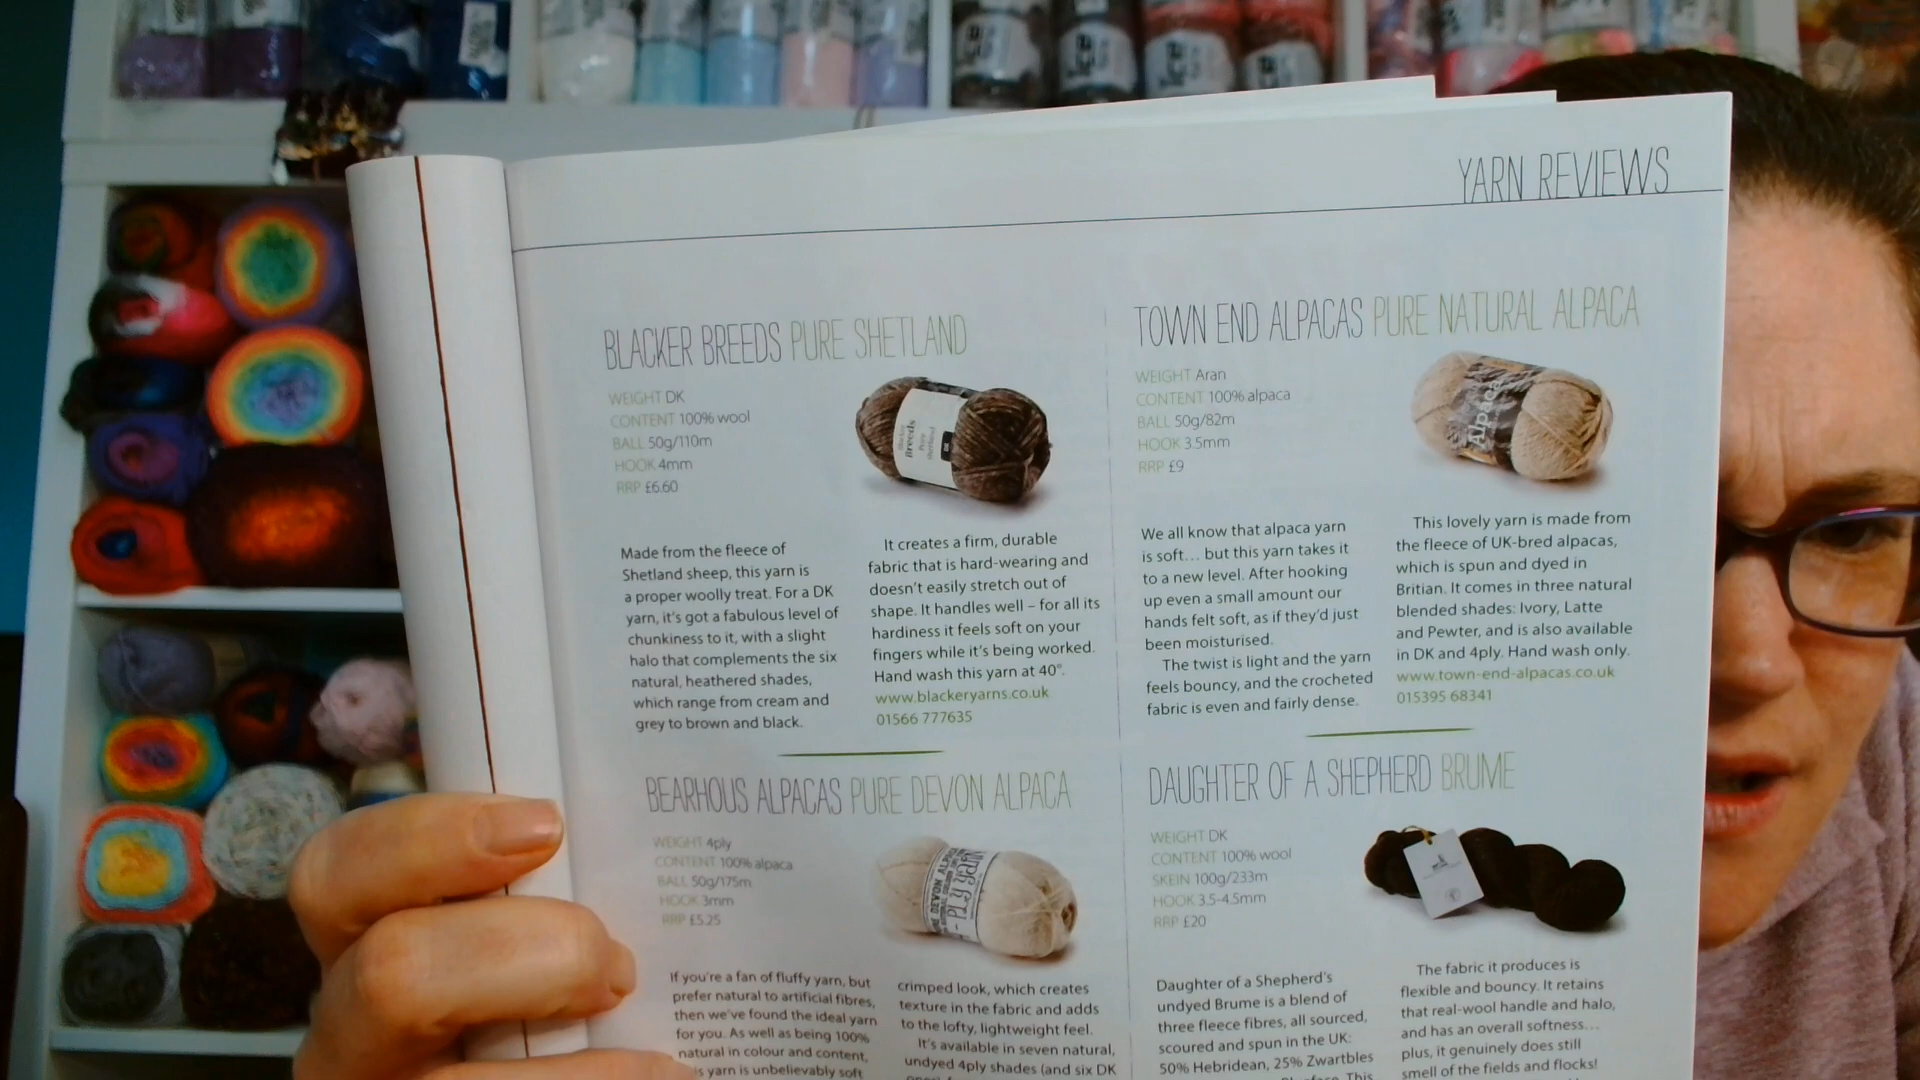 YARN REVIEWS
BLACKER BREEDS PURE SHETLAND
WEIGHT DK
CONTENT 100% wool
BALL 50g/110m
HOOK 4mm
RRP £6.60
Breeds
Made from the fleece of
Shetland sheep, this yarn is
a proper woolly treat. For a DK
yarn, it's got a fabulous level of
chunkiness to it, with a slight
halo that complements the six
natural, heathered shades,
which range from cream and
grey to brown and black.
It creates a firm, durable
fabric that is hard-wearing and
doesn't easily stretch out of
shape. It handles well – for all its
hardiness it feels soft on your
fingers while it's being worked.
Hand wash this yarn at 40°.
www.blackeryarns.co.uk
01566 777635
TOWN END ALPACAS PURE NATURAL ALPACA
WEIGHT Aran
CONTENT 100% alpaca
BALL 50g/82m
HOOK 3.5mm
RRP £9
Alpaca
We all know that alpaca yarn
is soft... but this yarn takes it
to a new level. After hooking
up even a small amount our
hands felt soft, as if they'd just
been moisturised.
The twist is light and the yarn
feels bouncy, and the crocheted
fabric is even and fairly dense.
This lovely yarn is made from
the fleece of UK-bred alpacas,
which is spun and dyed in
Britian. It comes in three natural
blended shades: Ivory, Latte
and Pewter, and is also available
in DK and 4ply. Hand wash only.
www.town-end-alpacas.co.uk
015395 68341
BEARHOUS ALPACAS PURE DEVON ALPACA
WEIGHT 4ply
CONTENT 100% alpaca
BALL 50g/175m
HOOK 3mm
RRP £5.25
DEVON ALPACA
PLY YARN
If you're a fan of fluffy yarn, but
prefer natural to artificial fibres,
then we've found the ideal yarn
for you. As well as being 100%
natural in colour and content,
yarn is unbelievably soft
crimped look, which creates
texture in the fabric and adds
to the lofty, lightweight feel.
It's available in seven natural,
undyed 4ply shades (and six DK
DAUGHTER OF A SHEPHERD BRUME
WEIGHT DK
CONTENT 100% wool
SKEIN 100g/233m
HOOK 3.5-4.5mm
RRP £20
Daughter of a Shepherd's
undyed Brume is a blend of
three fleece fibres, all sourced,
scoured and spun in the UK:
50% Hebridean, 25% Zwartbles
This
The fabric it produces is
flexible and bouncy. It retains
that real-wool handle and halo,
and has an overall softness...
plus, it genuinely does still
smell of the fields and flocks!